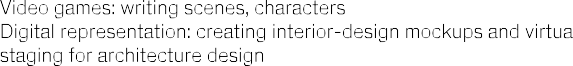 Video games: writing scenes, characters
Digital representation: creating interior-design mockups and virtua
staging for architecture design